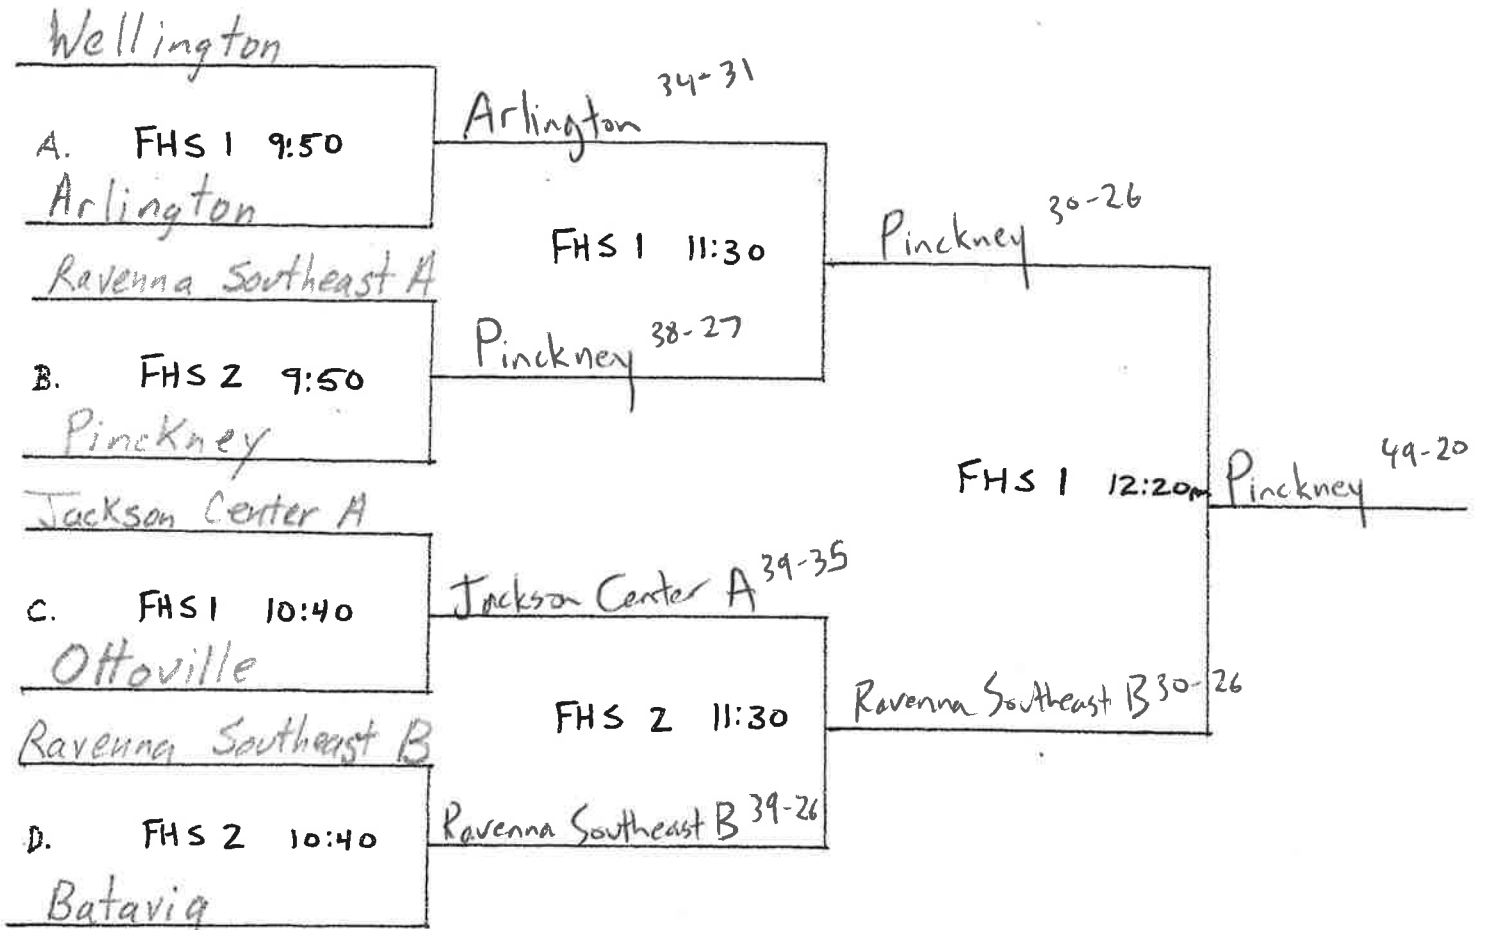 Wellington
A. FHS 1 9:50
Arlington
Arlington 34-31
FHS 1 11:30
Ravenna Southeast A
B. FHS 2 9:50
Pinckney
Pinckney 38-27
Pinckney 30-26
FHS 1 12:20pm
Pinckney 49-20
Jackson Center A
C. FHS 1 10:40
Ottoville
Jackson Center A 39-35
FHS 2 11:30
Ravenna Southeast B
D. FHS 2 10:40
Batavia
Ravenna Southeast B 39-26
Ravenna Southeast B 30-26